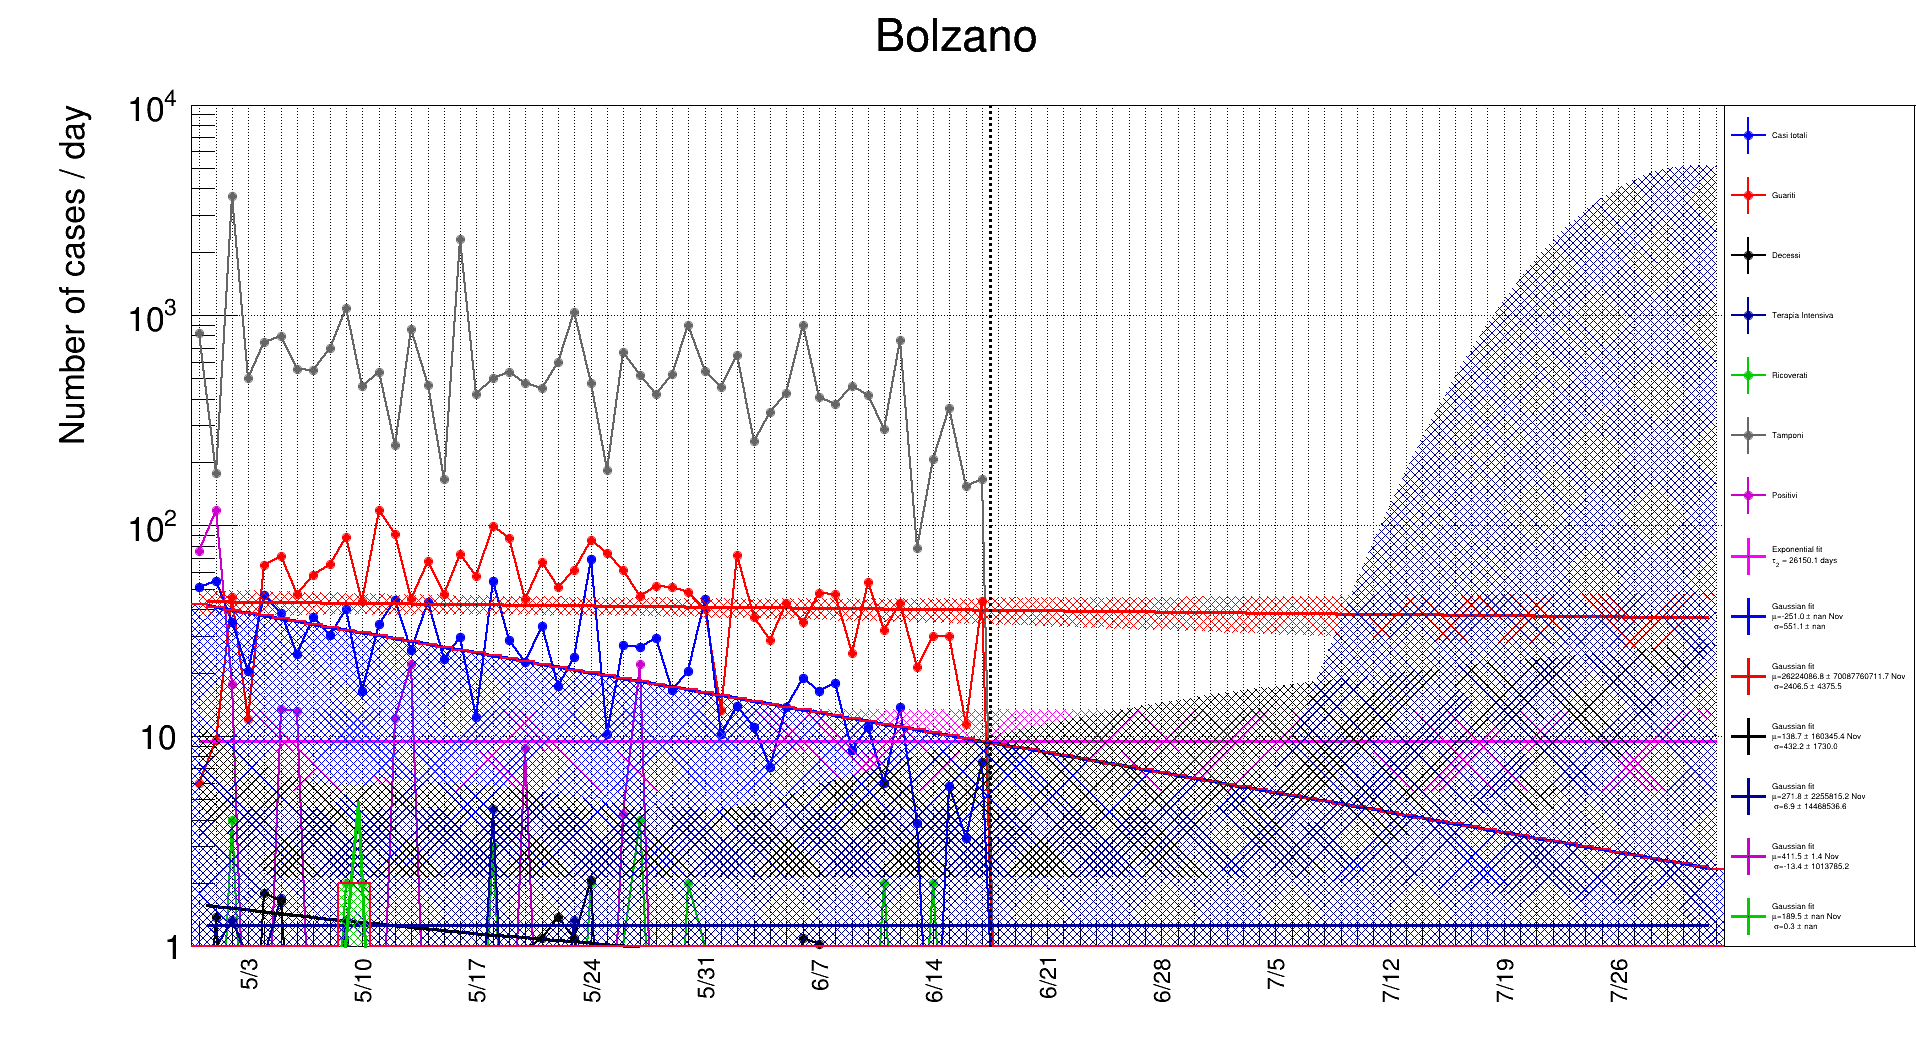 Bolzano
Number of cases / day
10^4
10^3
10^2
10
1
5/3
5/10
5/17
5/24
5/31
6/7
6/14
6/21
6/28
7/5
7/12
7/19
7/26
Casi totali
Guariti
Decessi
Terapia Intensiva
Ricoverati
Tamponi
Positivi
Exponential fit
τ_2 = 26150.1 days
Gaussian fit
μ=-251.0 ± nan Nov
σ=551.1 ± nan
Gaussian fit
μ=26224086.8 ± 70087760711.7 Nov
σ=2406.5 ± 4375.5
Gaussian fit
μ=138.7 ± 160345.4 Nov
σ=432.2 ± 1730.0
Gaussian fit
μ=271.8 ± 2255815.2 Nov
σ=6.9 ± 14468536.6
Gaussian fit
μ=411.5 ± 1.4 Nov
σ=-13.4 ± 1013785.2
Gaussian fit
μ=189.5 ± nan Nov
σ=0.3 ± nan